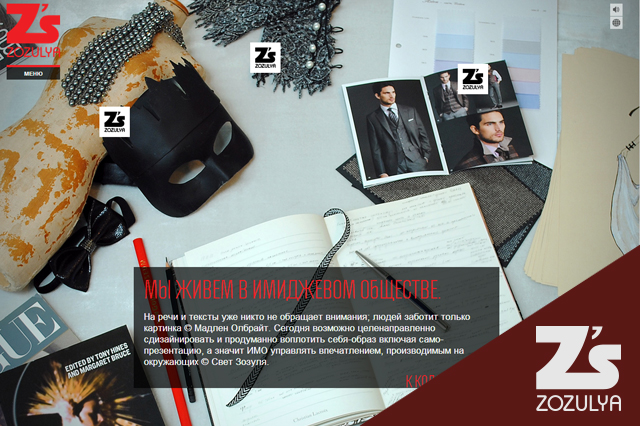 Z's
ZOZULYA
МЕНЮ
Z's
ZOZULYA
Z's
ZOZULYA
Z's
ZOZULYA
МЫ ЖИВЕМ В ИМИДЖЕВОМ ОБЩЕСТВЕ.
На речи и тексты уже никто не обращает внимания; людей заботит только
картинка © Мадлен Олбрайт. Сегодня возможно целенаправленно
сдизайнировать и продуманно воплотить себя-образ включая само-
презентацию, а значит ИМО управлять впечатлением, производимым на
окружающих © Свет Зозуля.
EDITED BY TONY HINES
AND MARGARET BRUCE
Z's
ZOZULYA